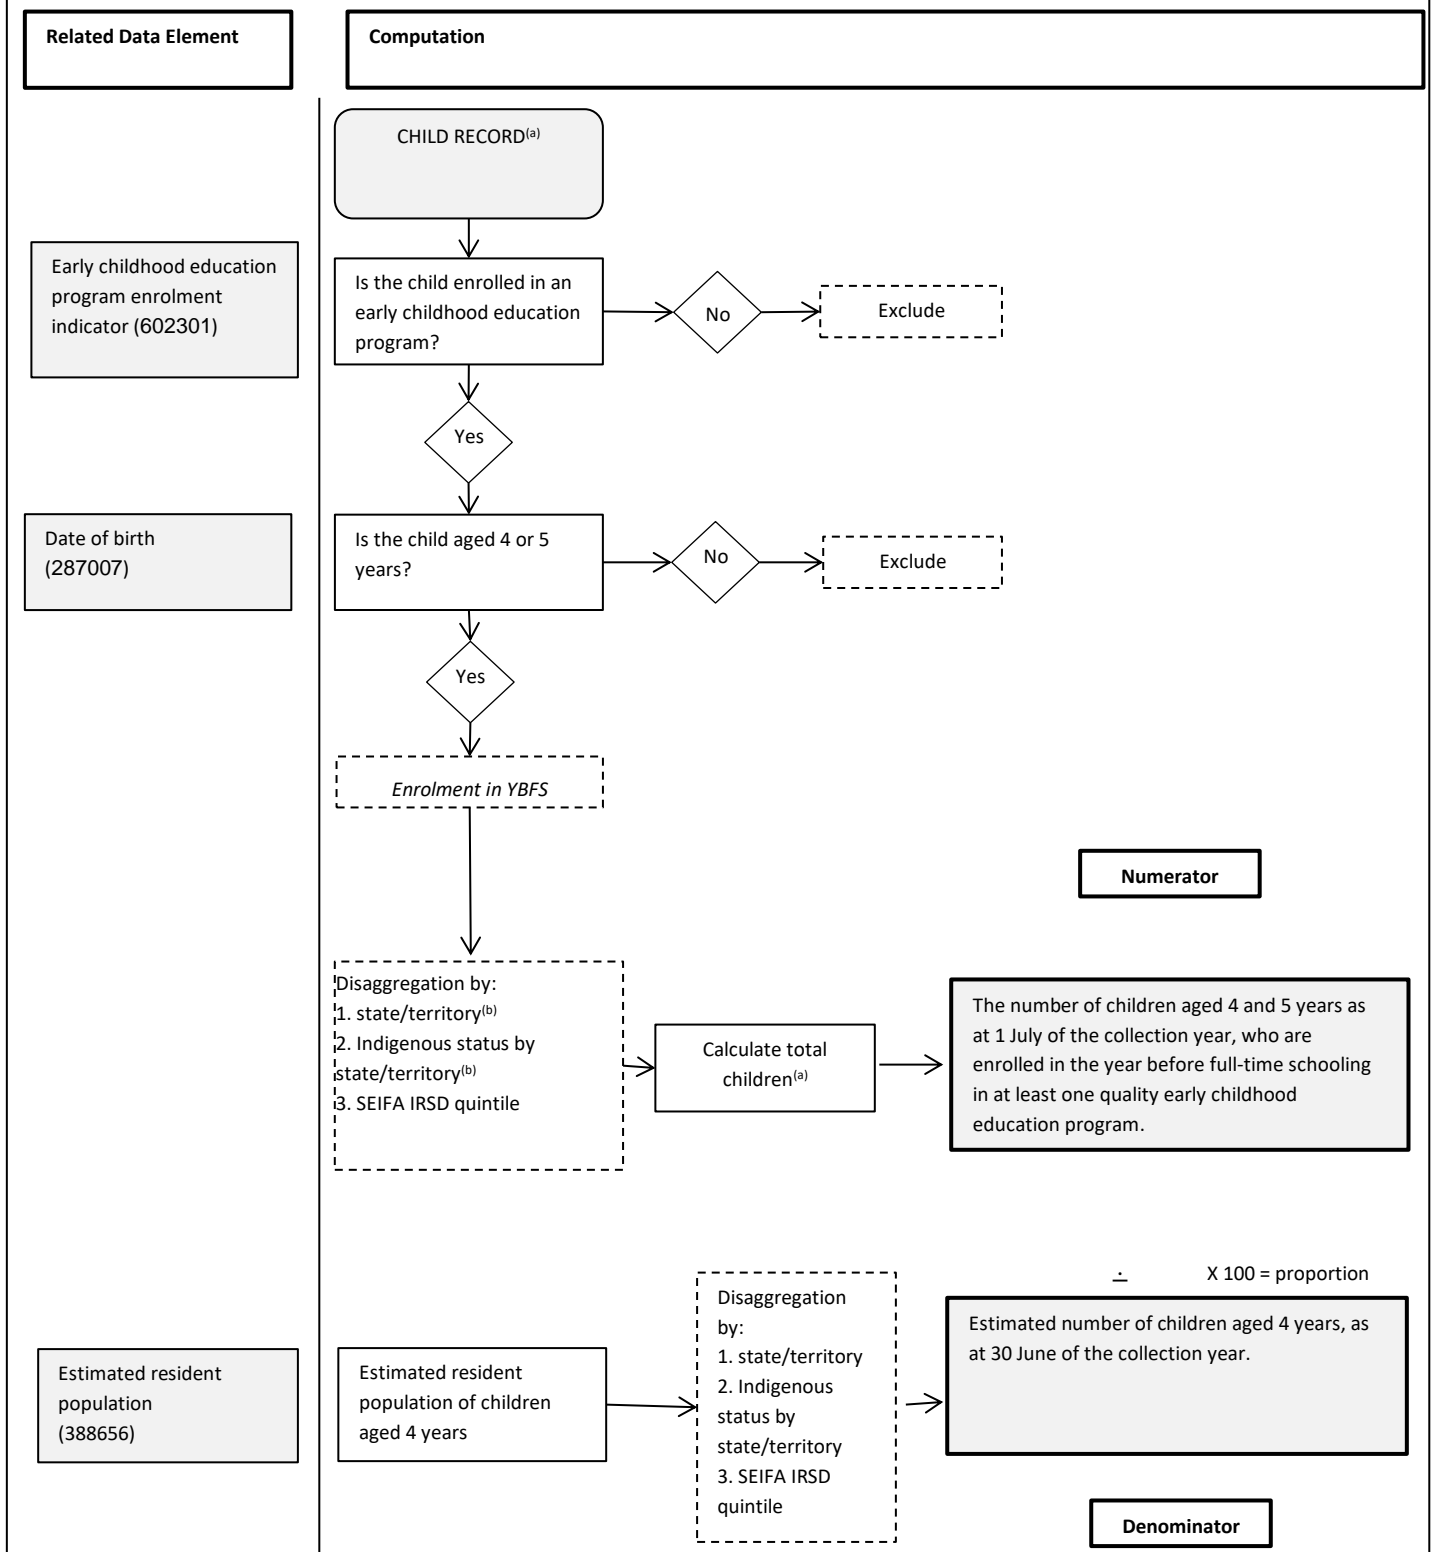 Related Data Element
Computation
CHILD RECORD(a)
Early childhood education
program enrolment
indicator (602301)
Is the child enrolled in an
early childhood education
program?
No
Exclude
Yes
Date of birth
(287007)
Is the child aged 4 or 5
years?
No
Exclude
Yes
Enrolment in YBFS
Numerator
Disaggregation by:
1. state/territory(b)
2. Indigenous status by
state/territory(b)
3. SEIFA IRSD quintile
Calculate total
children(a)
The number of children aged 4 and 5 years as
at 1 July of the collection year, who are
enrolled in the year before full-time schooling
in at least one quality early childhood
education program.
÷ X 100 = proportion
Estimated resident
population
(388656)
Estimated resident
population of children
aged 4 years
Disaggregation
by:
1. state/territory
2. Indigenous
status by
state/territory
3. SEIFA IRSD
quintile
Estimated number of children aged 4 years, as
at 30 June of the collection year.
Denominator